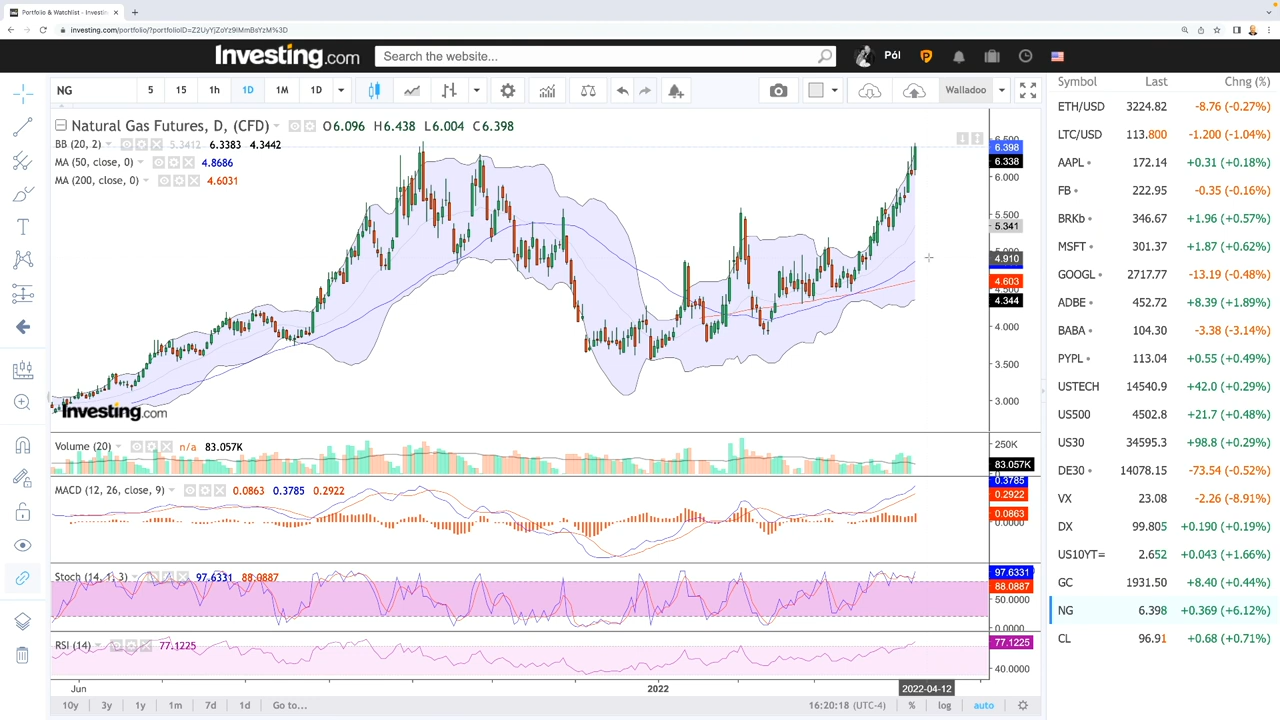 Portfolio & Watchlist - Investin
investing.com/portfolio/?portfolioID=Z2UyYjZoYz9iMmBsYzM%3D
Investing.com
Search the website...
Pól
NG
5 15 1h 1D 1M 1D
Walladoo
Natural Gas Futures, D, (CFD) O6.096 H6.438 L6.004 C6.398
BB (20, 2) 5.3412 6.3383 4.3442
MA (50, close, 0) 4.8686
MA (200, close, 0) 4.6031
6.500
6.398
6.338
6.000
5.500
5.341
5.000
4.910
4.603
4.500
4.344
4.000
3.500
3.000
Investing.com
Volume (20) n/a 83.057K
250K
83.057K
MACD (12, 26, close, 9) 0.0863 0.3785 0.2922
0.3785
0.2922
0.0863
0.0000
Stoch (14, 1, 3) 97.6331 88.0887
97.6331
88.0887
50.0000
0.0000
RSI (14) 77.1225
77.1225
40.0000
Jun 2022 2022-04-12
10y 3y 1y 1m 7d 1d Go to... 16:20:18 (UTC-4) % log auto
Symbol Last Chng (%)
ETH/USD 3224.82 -8.76 (-0.27%)
LTC/USD 113.800 -1.200 (-1.04%)
AAPL 172.14 +0.31 (+0.18%)
FB 222.95 -0.35 (-0.16%)
BRKb 346.67 +1.96 (+0.57%)
MSFT 301.37 +1.87 (+0.62%)
GOOGL 2717.77 -13.19 (-0.48%)
ADBE 452.72 +8.39 (+1.89%)
BABA 104.30 -3.38 (-3.14%)
PYPL 113.04 +0.55 (+0.49%)
USTECH 14540.9 +42.0 (+0.29%)
US500 4502.8 +21.7 (+0.48%)
US30 34595.3 +98.8 (+0.29%)
DE30 14078.15 -73.54 (-0.52%)
VX 23.08 -2.26 (-8.91%)
DX 99.805 +0.190 (+0.19%)
US10YT= 2.652 +0.043 (+1.66%)
GC 1931.50 +8.40 (+0.44%)
NG 6.398 +0.369 (+6.12%)
CL 96.91 +0.68 (+0.71%)